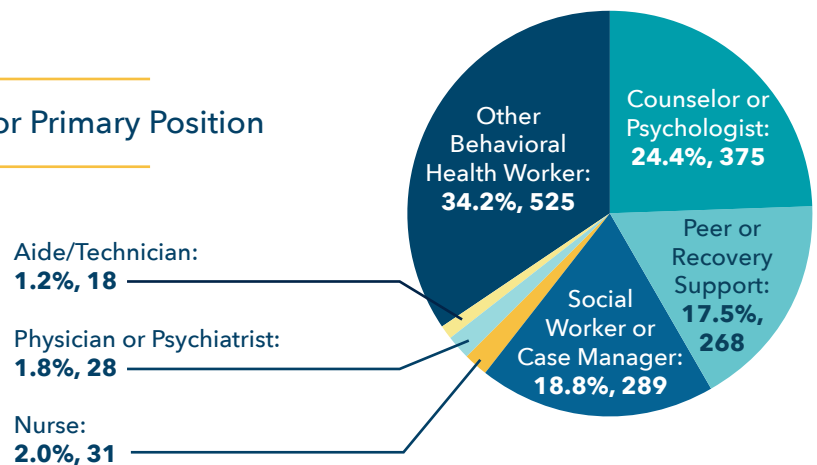 or Primary Position
Other
Behavioral
Health Worker:
34.2%, 525
Counselor or
Psychologist:
24.4%, 375
Peer or
Recovery
Support:
17.5%,
268
Social
Worker or
Case Manager:
18.8%, 289
Aide/Technician:
1.2%, 18
Physician or Psychiatrist:
1.8%, 28
Nurse:
2.0%, 31